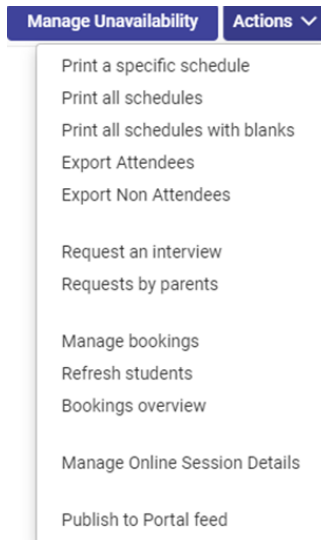 Manage Unavailability Actions
Print a specific schedule
Print all schedules
Print all schedules with blanks
Export Attendees
Export Non Attendees
Request an interview
Requests by parents
Manage bookings
Refresh students
Bookings overview
Manage Online Session Details
Publish to Portal feed